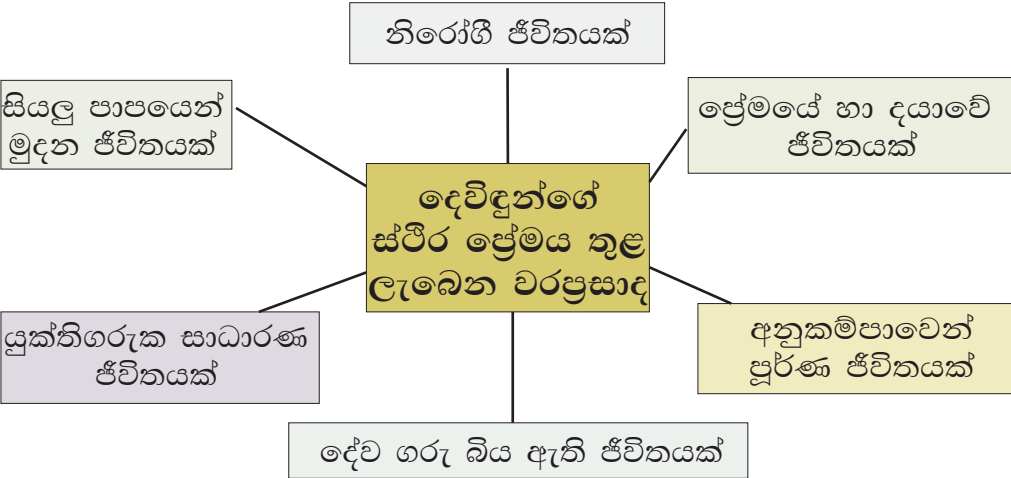 නිරෝගී ජීවිතයක්
සියලු පාපයෙන්
මුදන ජීවිතයක්
ප්‍රේමයේ හා දයාවේ
ජීවිතයක්
දෙවිඳුන්ගේ
ස්ථිර ප්‍රේමය තුළ
ලැබෙන වරප්‍රසාද
යුක්තිගරුක සාධාරණ
ජීවිතයක්
අනුකම්පාවෙන්
පූර්ණ ජීවිතයක්
දේව ගරු බිය ඇති ජීවිතයක්